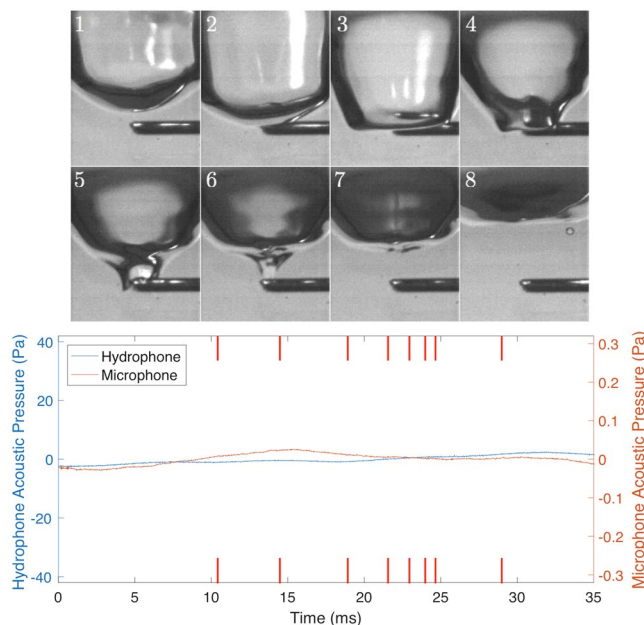 1 2 3 4
5 6 7 8
Hydrophone Acoustic Pressure (Pa)
40
20
0
-20
-40
Hydrophone
Microphone
0.3
0.2
0.1
0
-0.1
-0.2
-0.3
Microphone Acoustic Pressure (Pa)
0 5 10 15 20 25 30 35
Time (ms)